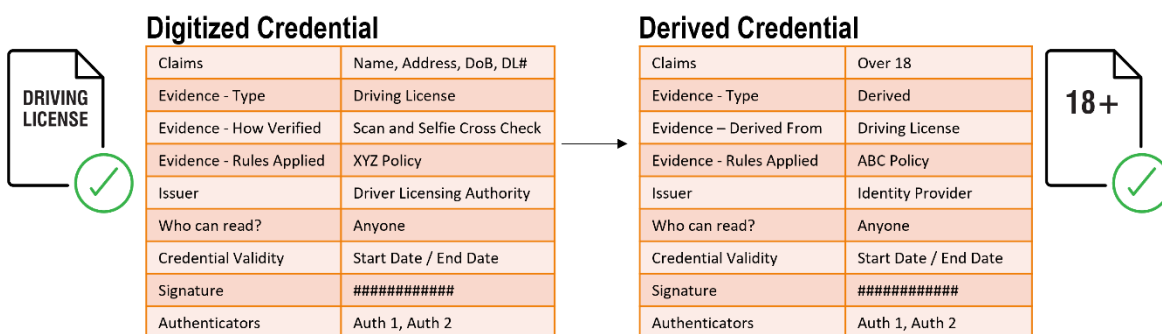 Digitized Credential
DRIVING
LICENSE
Claims Name, Address, DoB, DL#
Evidence - Type Driving License
Evidence - How Verified Scan and Selfie Cross Check
Evidence - Rules Applied XYZ Policy
Issuer Driver Licensing Authority
Who can read? Anyone
Credential Validity Start Date / End Date
Signature ############
Authenticators Auth 1, Auth 2
Derived Credential
Claims Over 18
Evidence - Type Derived
Evidence – Derived From Driving License
Evidence - Rules Applied ABC Policy
Issuer Identity Provider
Who can read? Anyone
Credential Validity Start Date / End Date
Signature ############
Authenticators Auth 1, Auth 2
18+